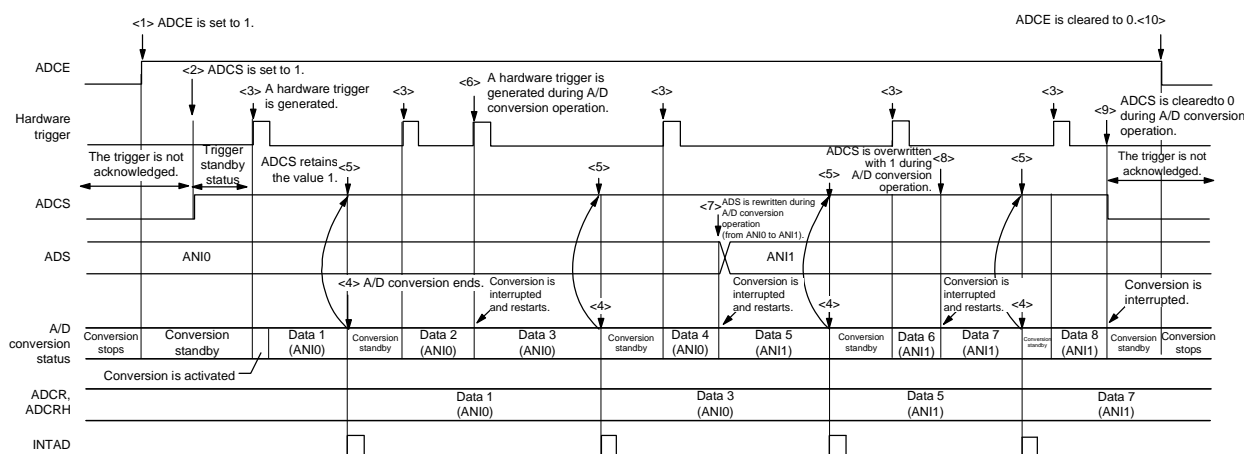 <1> ADCE is set to 1.
ADCE is cleared to 0.<10>
ADCE
<2> ADCS is set to 1.
<3> A hardware trigger
is generated.
<3>
<6> A hardware trigger is
generated during A/D
conversion operation.
<3>
<3>
<3>
<9> ADCS is clearedto 0
during A/D conversion
operation.
Hardware
trigger
The trigger is not
acknowledged.
Trigger
standby
status
ADCS retains
the value 1.
<5>
<5>
ADCS is overwritten
with 1 during
A/D conversion
operation.
<5>
<8>
<5>
The trigger is not
acknowledged.
ADCS
<7> ADS is rewritten during
A/D conversion
operation
(from ANI0 to ANI1).
ADS
ANI0
ANI1
<4> A/D conversion ends.
Conversion is
interrupted
and restarts.
<4>
Conversion is
interrupted
and restarts.
<4>
Conversion is
interrupted
and restarts.
<4>
Conversion is
interrupted.
A/D
conversion
status
Conversion
stops
Conversion
standby
Data 1
(ANI0)
Conversion
standby
Data 2
(ANI0)
Data 3
(ANI0)
Conversion
standby
Data 4
(ANI0)
Data 5
(ANI1)
Conversion
standby
Data 6
(ANI1)
Data 7
(ANI1)
Conversion
standby
Data 8
(ANI1)
Conversion
standby
Conversion
stops
Conversion is activated
ADCR,
ADCRH
Data 1
(ANI0)
Data 3
(ANI0)
Data 5
(ANI1)
Data 7
(ANI1)
INTAD